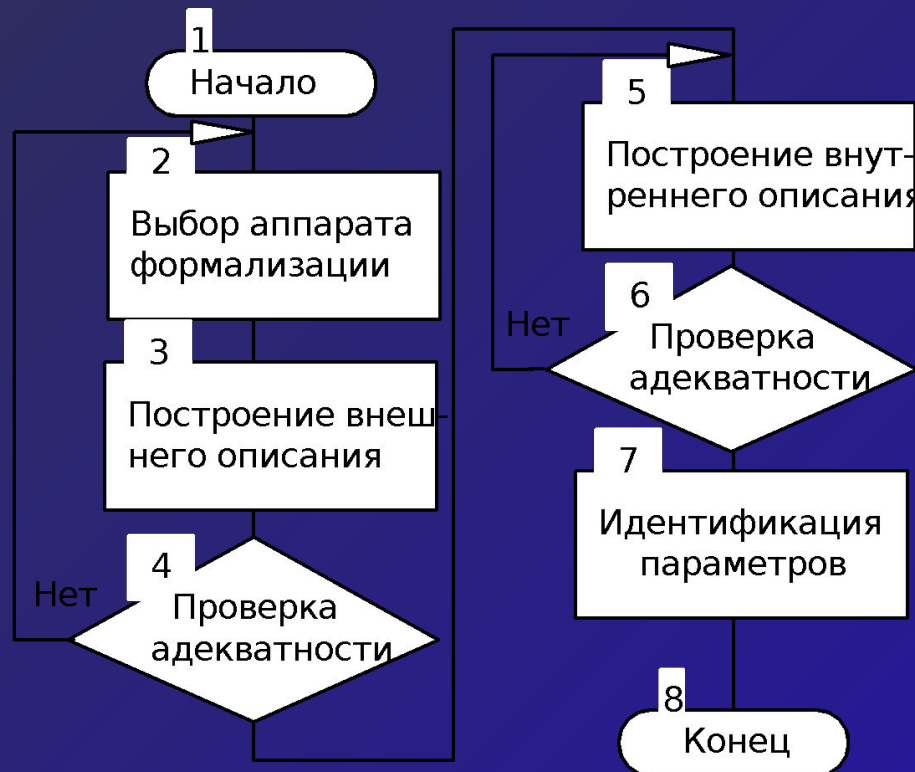 1
Начало
2
Выбор аппарата
формализации
3
Построение внеш-
него описания
4
Нет
Проверка
адекватности
5
Построение внут-
реннего описания
6
Нет
Проверка
адекватности
7
Идентификация
параметров
8
Конец